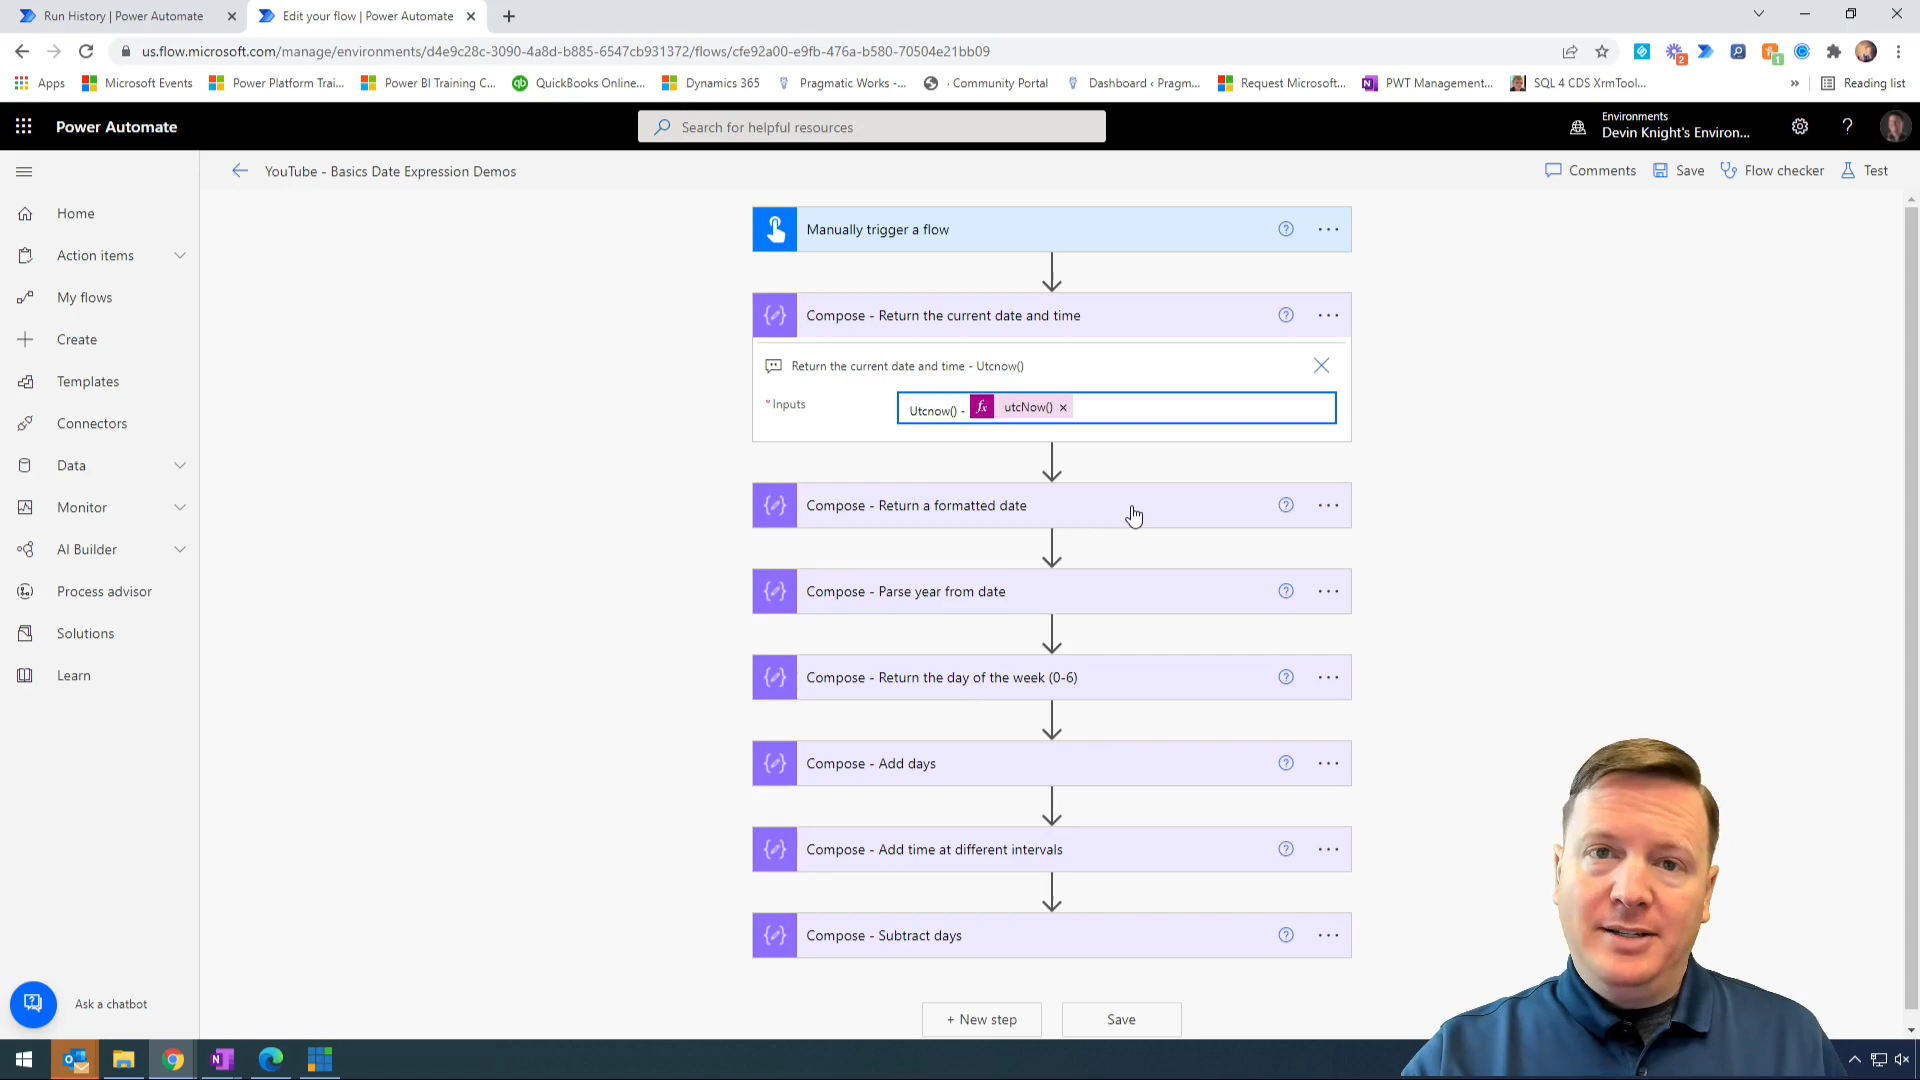 Run History | Power Automate
Edit your flow | Power Automate
us.flow.microsoft.com/manage/environments/d4e9c28c-3090-4a8d-b885-6547cb931372/flows/cfe92a00-e9fb-476a-b580-70504e21bb09
2
1
Apps
Microsoft Events
Power Platform Trai...
Power BI Training C...
QuickBooks Online...
Dynamics 365
Pragmatic Works -...
· Community Portal
Dashboard ‹ Pragm...
Request Microsoft...
PWT Management...
SQL 4 CDS XrmTool...
»
Reading list
Power Automate
Search for helpful resources
Environments
Devin Knight's Environ...
?
YouTube - Basics Date Expression Demos
Comments
Save
Flow checker
Test
Home
Action items
My flows
Create
Templates
Connectors
Data
Monitor
AI Builder
Process advisor
Solutions
Learn
Ask a chatbot
Manually trigger a flow
Compose - Return the current date and time
Return the current date and time - Utcnow()
* Inputs
Utcnow() - fx utcNow() ×
Compose - Return a formatted date
Compose - Parse year from date
Compose - Return the day of the week (0-6)
Compose - Add days
Compose - Add time at different intervals
Compose - Subtract days
+ New step
Save